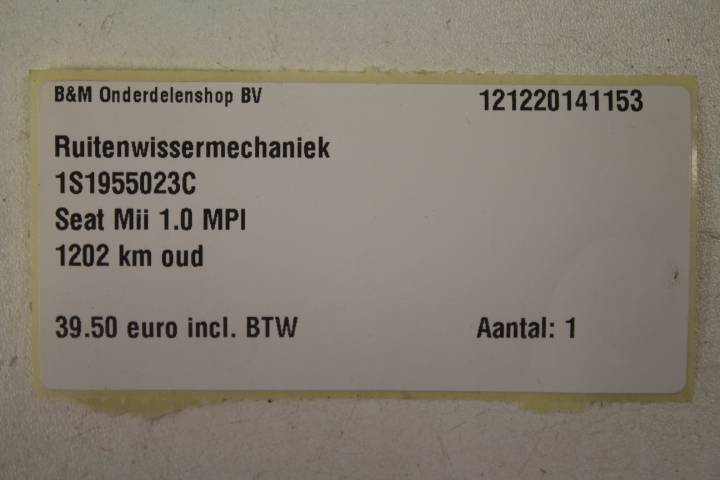 B&M Onderdelenshop BV 121220141153
Ruitenwissermechaniek
1S1955023C
Seat Mii 1.0 MPI
1202 km oud
39.50 euro incl. BTW Aantal: 1